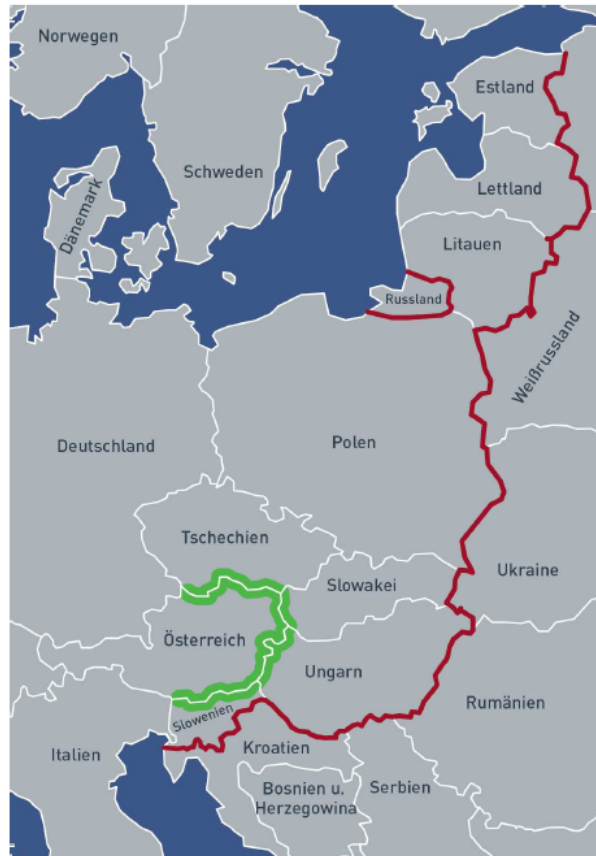 Norwegen
Estland
Schweden
Lettland
Dänemark
Litauen
Russland
Weißrussland
Deutschland
Polen
Tschechien
Slowakei
Ukraine
Österreich
Ungarn
Slowenien
Rumänien
Italien
Kroatien
Bosnien u.
Herzegowina
Serbien